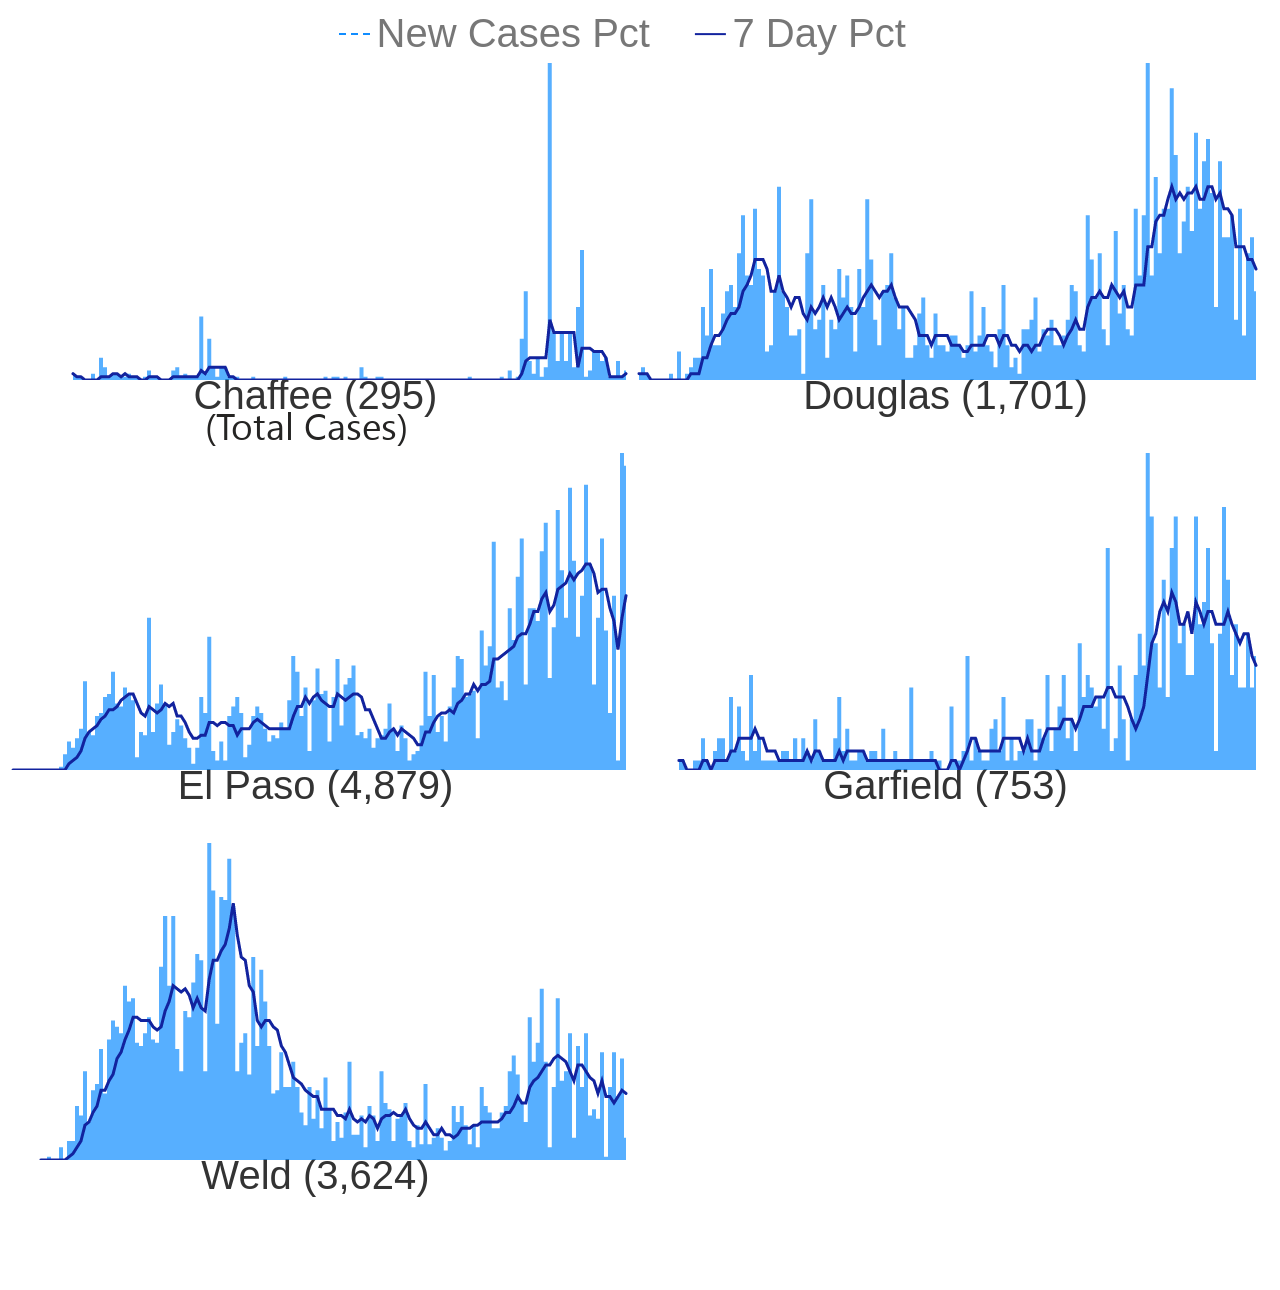 New Cases Pct 7 Day Pct
Chaffee (295) Douglas (1,701)
(Total Cases)
El Paso (4,879) Garfield (753)
Weld (3,624)